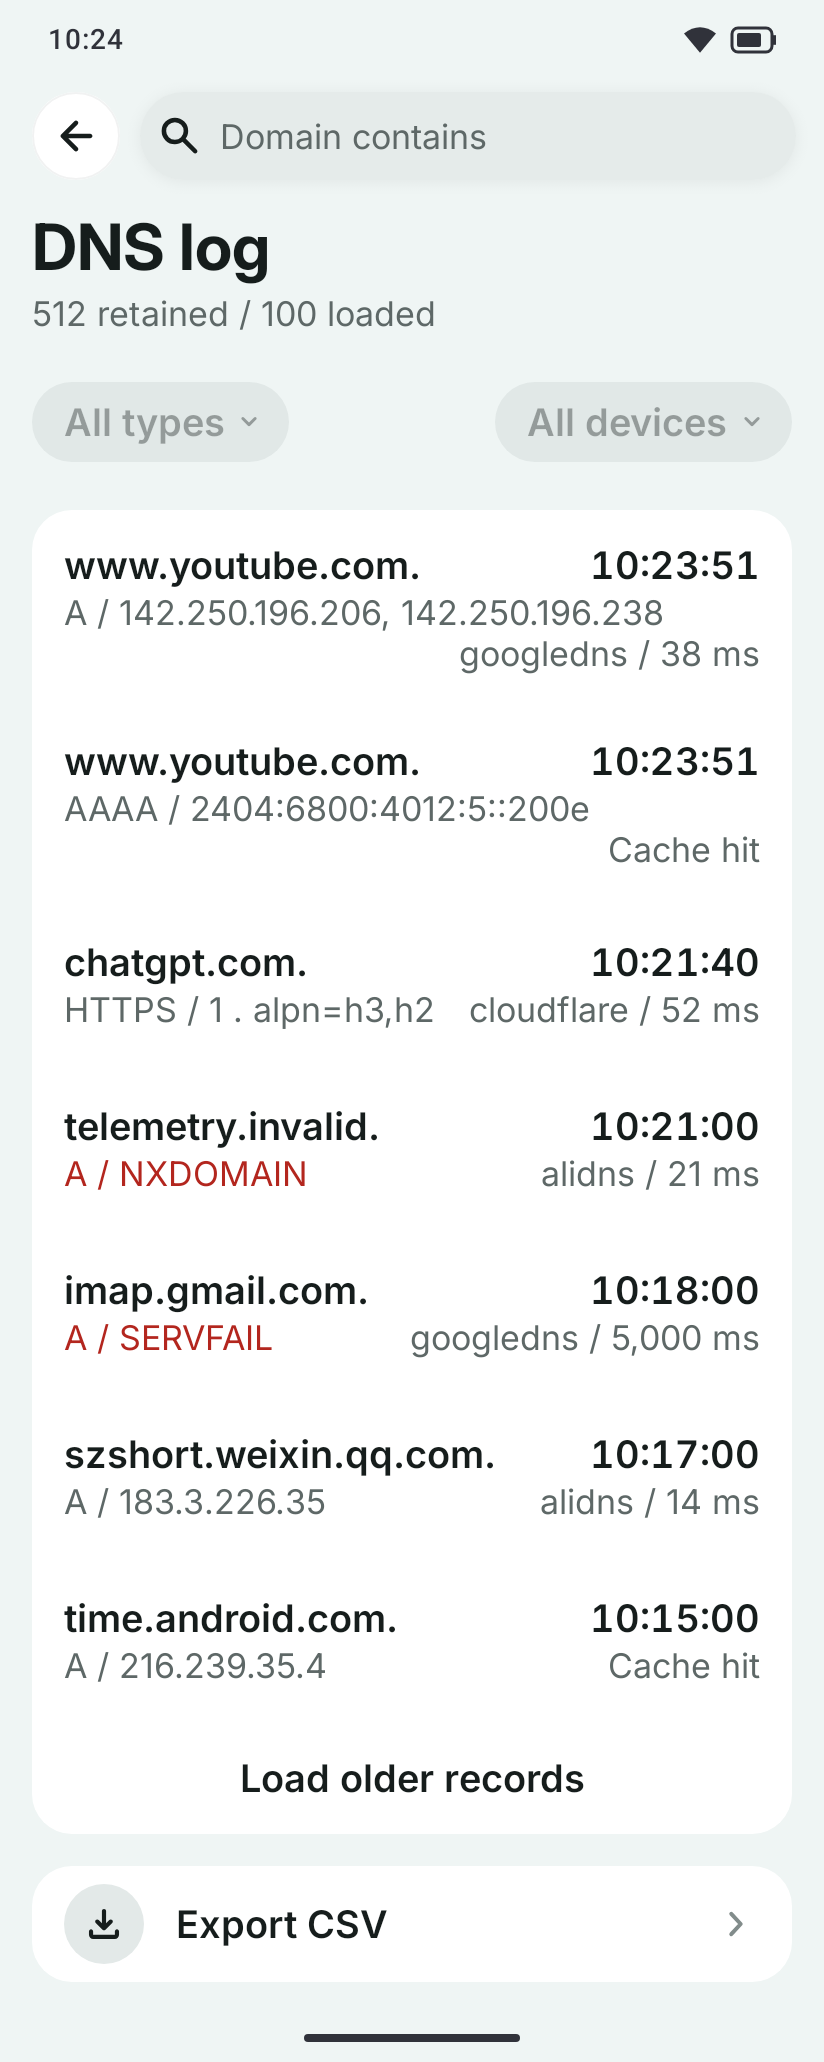 10:24
Domain contains
DNS log
512 retained / 100 loaded
All types
All devices
www.youtube.com. 10:23:51
A / 142.250.196.206, 142.250.196.238
googledns / 38 ms
www.youtube.com. 10:23:51
AAAA / 2404:6800:4012:5::200e
Cache hit
chatgpt.com. 10:21:40
HTTPS / 1 . alpn=h3,h2 cloudflare / 52 ms
telemetry.invalid. 10:21:00
A / NXDOMAIN alidns / 21 ms
imap.gmail.com. 10:18:00
A / SERVFAIL googledns / 5,000 ms
szshort.weixin.qq.com. 10:17:00
A / 183.3.226.35 alidns / 14 ms
time.android.com. 10:15:00
A / 216.239.35.4 Cache hit
Load older records
Export CSV